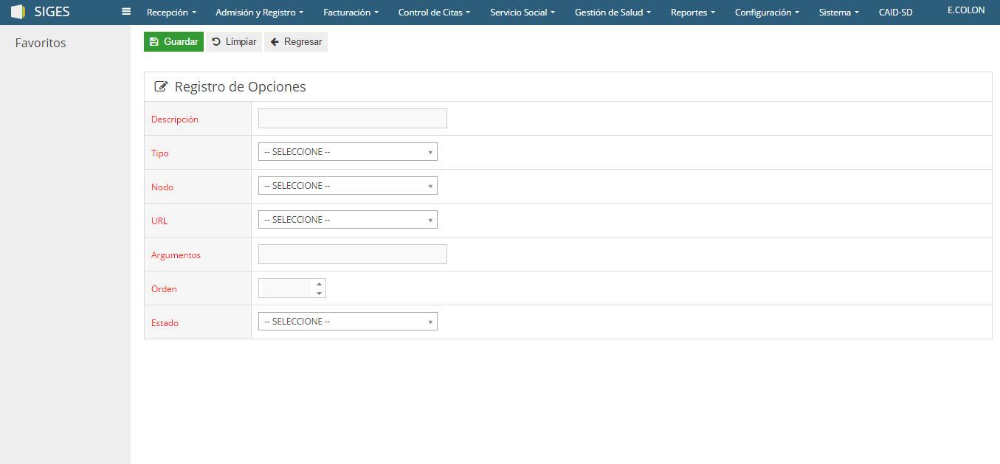 SIGES Recepción Admisión y Registro Facturación Control de Citas Servicio Social Gestión de Salud Reportes Configuración Sistema CAID-SD E.COLON
Favoritos
Guardar Limpiar Regresar
Registro de Opciones
Descripción
Tipo -- SELECCIONE --
Nodo -- SELECCIONE --
URL -- SELECCIONE --
Argumentos
Orden
Estado -- SELECCIONE --